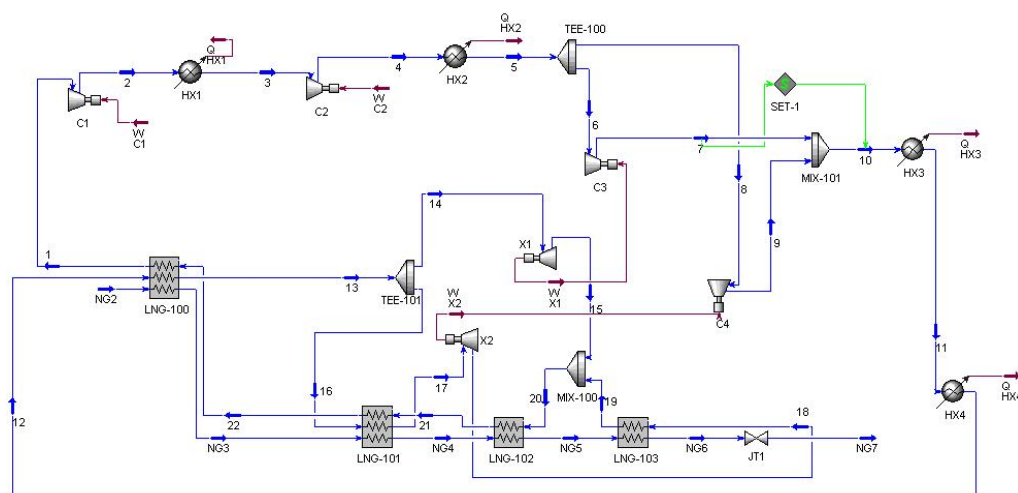 Q
HX1
Q
HX2
TEE-100
2
3
4
5
HX1
HX2
C1
W
C1
C2
W
C2
SET-1
6
7
C3
MIX-101
10
HX3
Q
HX3
8
9
14
X1
1
NG2
LNG-100
13
TEE-101
W
X2
W
X1
15
C4
X2
11
12
16
17
MIX-100
20
19
18
HX4
Q
HX4
22
21
NG3
LNG-101
NG4
LNG-102
NG5
LNG-103
NG6
JT1
NG7